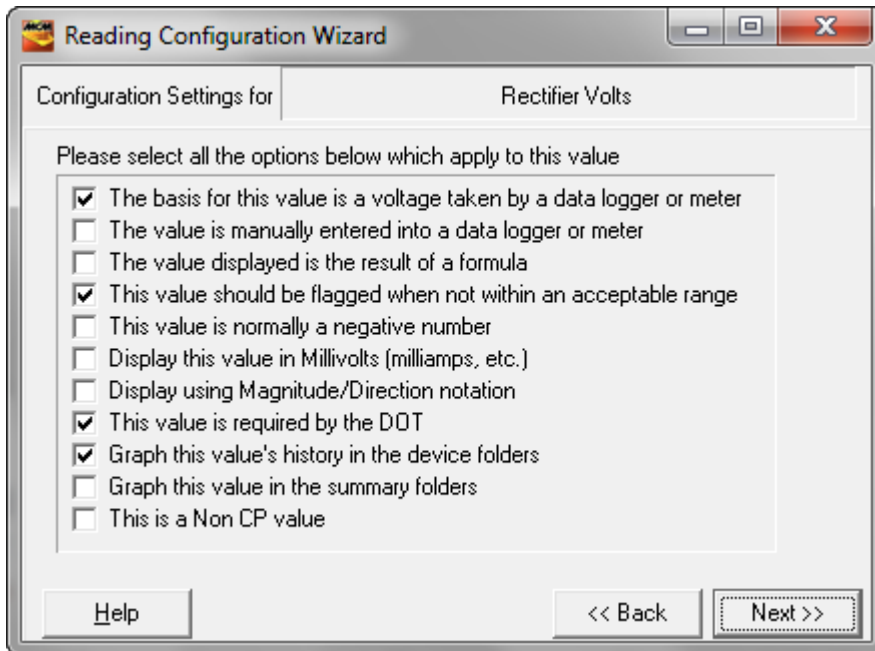 MCM
Reading Configuration Wizard
Configuration Settings for Rectifier Volts
Please select all the options below which apply to this value
The basis for this value is a voltage taken by a data logger or meter
The value is manually entered into a data logger or meter
The value displayed is the result of a formula
This value should be flagged when not within an acceptable range
This value is normally a negative number
Display this value in Millivolts (milliamps, etc.)
Display using Magnitude/Direction notation
This value is required by the DOT
Graph this value's history in the device folders
Graph this value in the summary folders
This is a Non CP value
Help << Back Next >>